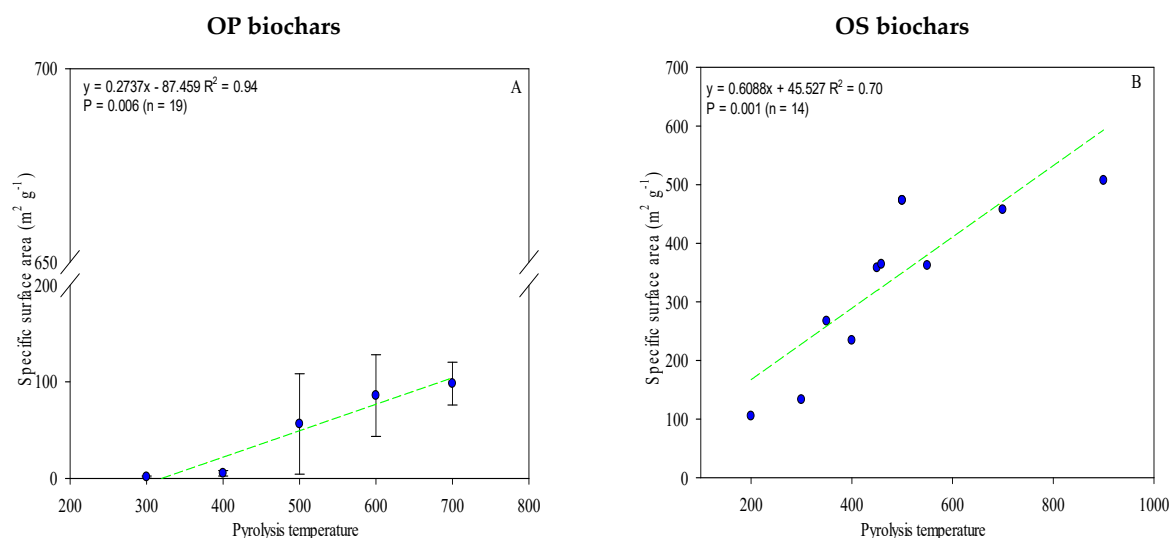 OP biochars
OS biochars
y = 0.2737x - 87.459 R² = 0.94
P = 0.006 (n = 19)
A
700
650
200
100
0
200 300 400 500 600 700 800
Specific surface area (m² g⁻¹)
Pyrolysis temperature
y = 0.6088x + 45.527 R² = 0.70
P = 0.001 (n = 14)
B
700
600
500
400
300
200
100
0
400 600 800 1000
Specific surface area (m² g⁻¹)
Pyrolysis temperature